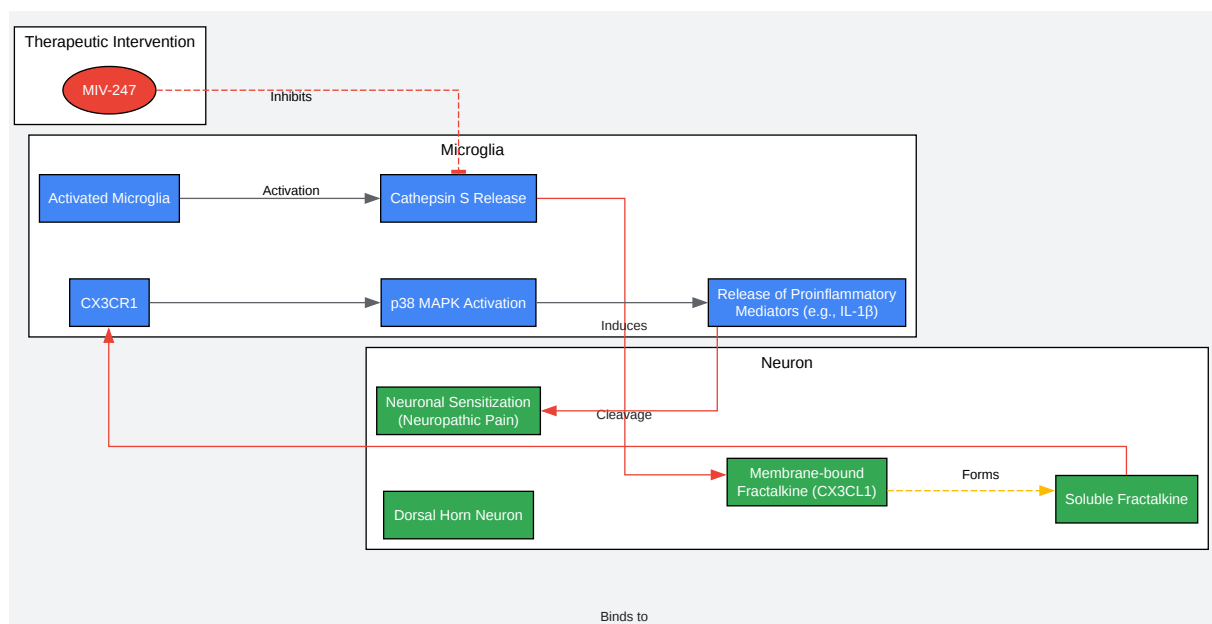 Therapeutic Intervention
MIV-247
Inhibits
Microglia
Activated Microglia
Activation
Cathepsin S Release
CX3CR1
p38 MAPK Activation
Release of Proinflammatory
Mediators (e.g., IL-1β)
Induces
Neuron
Neuronal Sensitization
(Neuropathic Pain)
Cleavage
Membrane-bound
Fractalkine (CX3CL1)
Forms
Soluble Fractalkine
Dorsal Horn Neuron
Binds to